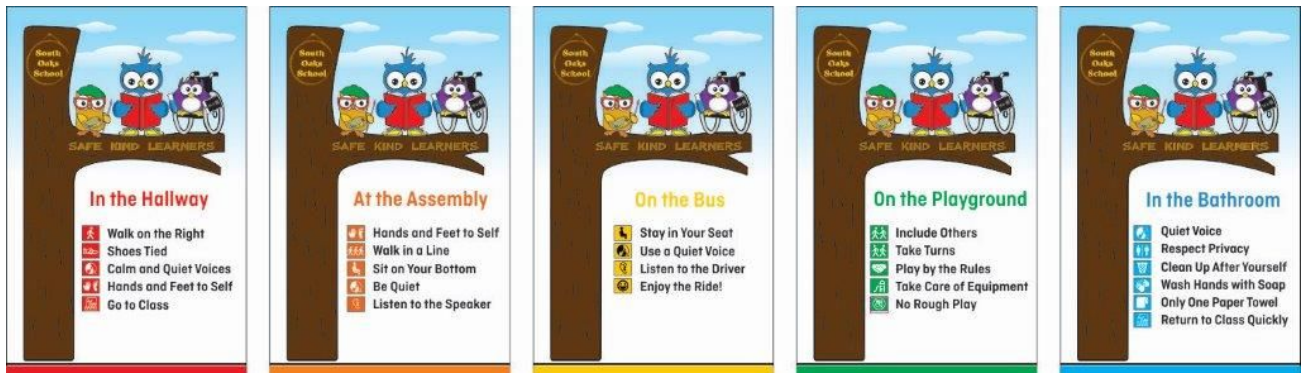 South
Oaks
School
SAFE KIND LEARNERS
In the Hallway
Walk on the Right
Shoes Tied
Calm and Quiet Voices
Hands and Feet to Self
Go to Class
South
Oaks
School
SAFE KIND LEARNERS
At the Assembly
Hands and Feet to Self
Walk in a Line
Sit on Your Bottom
Be Quiet
Listen to the Speaker
South
Oaks
School
SAFE KIND LEARNERS
On the Bus
Stay in Your Seat
Use a Quiet Voice
Listen to the Driver
Enjoy the Ride!
South
Oaks
School
SAFE KIND LEARNERS
On the Playground
Include Others
Take Turns
Play by the Rules
Take Care of Equipment
No Rough Play
South
Oaks
School
SAFE KIND LEARNERS
In the Bathroom
Quiet Voice
Respect Privacy
Clean Up After Yourself
Wash Hands with Soap
Only One Paper Towel
Return to Class Quickly